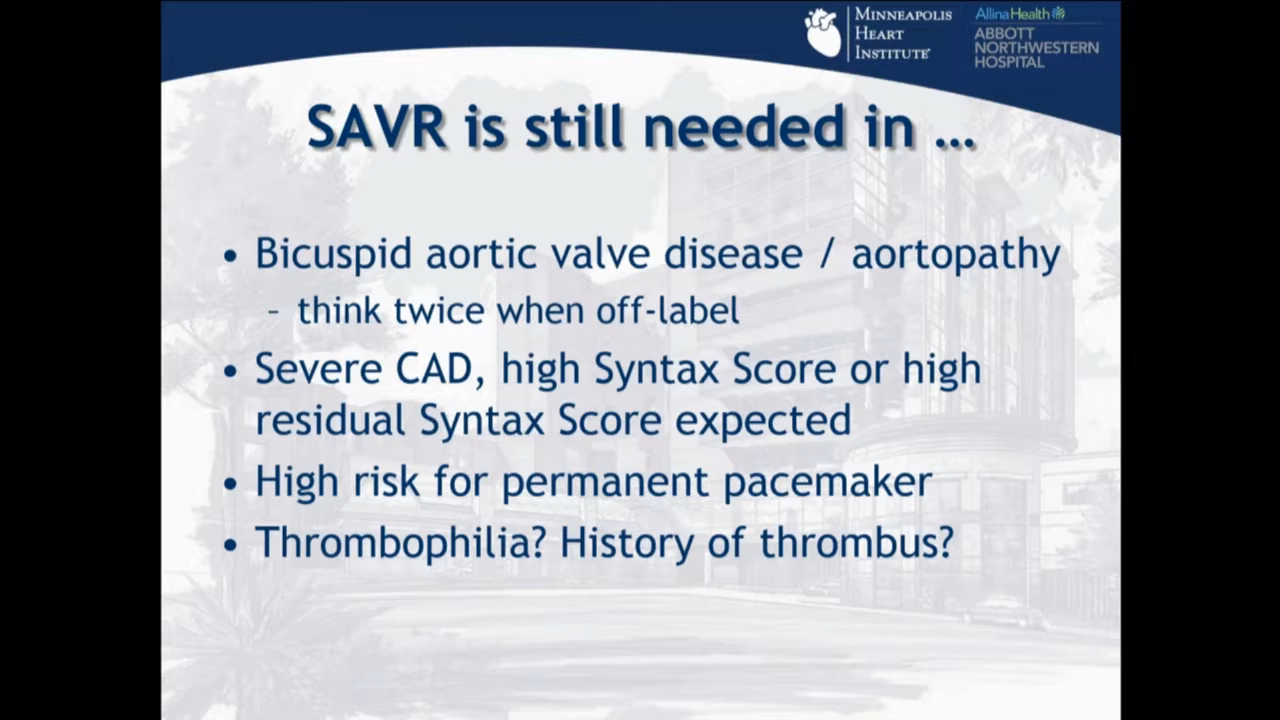 MINNEAPOLIS
HEART
INSTITUTE
Allina Health
ABBOTT
NORTHWESTERN
HOSPITAL
SAVR is still needed in ...
• Bicuspid aortic valve disease / aortopathy
– think twice when off-label
• Severe CAD, high Syntax Score or high
residual Syntax Score expected
• High risk for permanent pacemaker
• Thrombophilia? History of thrombus?